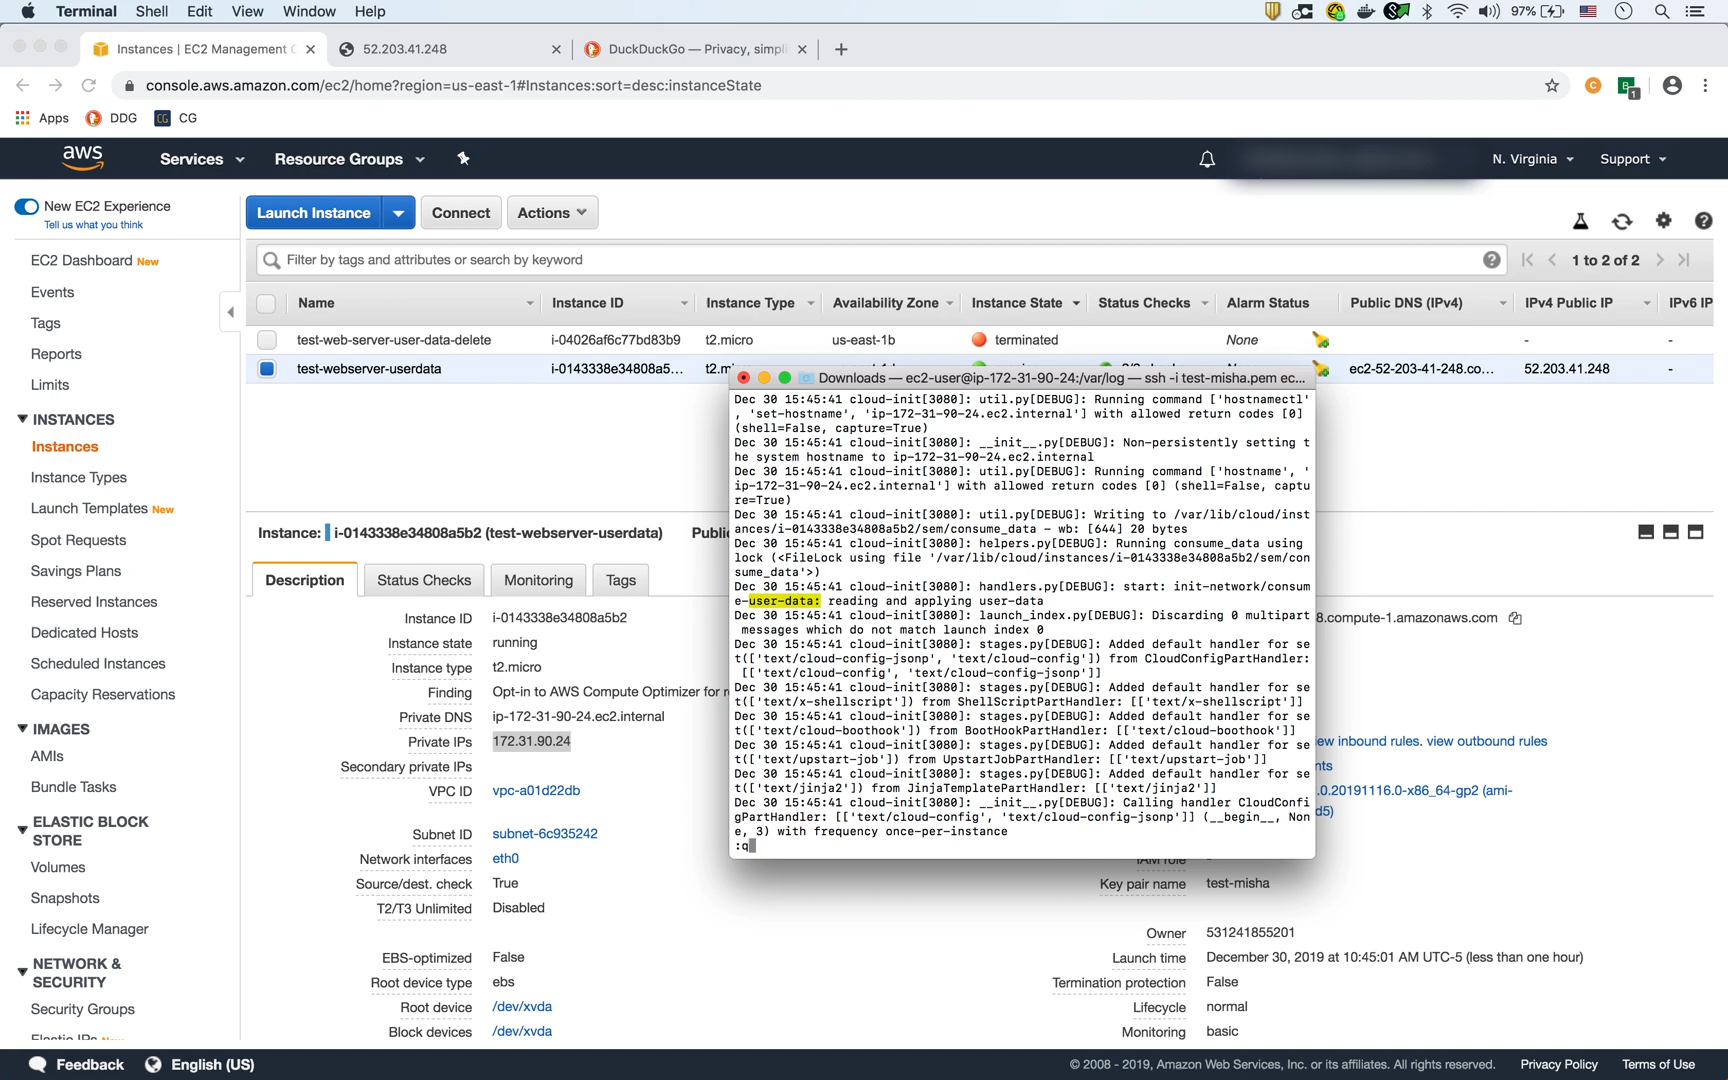 Terminal Shell Edit View Window Help 97%
Instances | EC2 Management C 52.203.41.248 DuckDuckGo — Privacy, simpli
console.aws.amazon.com/ec2/home?region=us-east-1#Instances:sort=desc:instanceState
Apps DDG CG CG
aws Services Resource Groups N. Virginia Support
New EC2 Experience
Tell us what you think
Launch Instance Connect Actions
EC2 Dashboard New
Events
Tags
Reports
Limits
INSTANCES
Instances
Instance Types
Launch Templates New
Spot Requests
Savings Plans
Reserved Instances
Dedicated Hosts
Scheduled Instances
Capacity Reservations
IMAGES
AMIs
Bundle Tasks
ELASTIC BLOCK
STORE
Volumes
Snapshots
Lifecycle Manager
NETWORK &
SECURITY
Security Groups
Elastic IPs New
Filter by tags and attributes or search by keyword 1 to 2 of 2
Name Instance ID Instance Type Availability Zone Instance State Status Checks Alarm Status Public DNS (IPv4) IPv4 Public IP IPv6 IP
test-web-server-user-data-delete i-04026af6c77bd83b9 t2.micro us-east-1b terminated None - -
test-webserver-userdata i-0143338e34808a5... ec2-52-203-41-248.co... 52.203.41.248 -
Instance: i-0143338e34808a5b2 (test-webserver-userdata) Publi
Description Status Checks Monitoring Tags
Instance ID i-0143338e34808a5b2
Instance state running
Instance type t2.micro
Finding Opt-in to AWS Compute Optimizer for r
Private DNS ip-172-31-90-24.ec2.internal
Private IPs 172.31.90.24
Secondary private IPs
VPC ID vpc-a01d22db
Subnet ID subnet-6c935242
Network interfaces eth0
Source/dest. check True
T2/T3 Unlimited Disabled
EBS-optimized False
Root device type ebs
Root device /dev/xvda
Block devices /dev/xvda
8.compute-1.amazonaws.com
ew inbound rules. view outbound rules
nts
.0.20191116.0-x86_64-gp2 (ami-
d5)
IAM role -
Key pair name test-misha
Owner 531241855201
Launch time December 30, 2019 at 10:45:01 AM UTC-5 (less than one hour)
Termination protection False
Lifecycle normal
Monitoring basic
Downloads — ec2-user@ip-172-31-90-24:/var/log — ssh -i test-misha.pem ec...
Dec 30 15:45:41 cloud-init[3080]: util.py[DEBUG]: Running command ['hostnamectl'
, 'set-hostname', 'ip-172-31-90-24.ec2.internal'] with allowed return codes [0]
(shell=False, capture=True)
Dec 30 15:45:41 cloud-init[3080]: __init__.py[DEBUG]: Non-persistently setting t
he system hostname to ip-172-31-90-24.ec2.internal
Dec 30 15:45:41 cloud-init[3080]: util.py[DEBUG]: Running command ['hostname', '
ip-172-31-90-24.ec2.internal'] with allowed return codes [0] (shell=False, captu
re=True)
Dec 30 15:45:41 cloud-init[3080]: util.py[DEBUG]: Writing to /var/lib/cloud/inst
ances/i-0143338e34808a5b2/sem/consume_data - wb: [644] 20 bytes
Dec 30 15:45:41 cloud-init[3080]: helpers.py[DEBUG]: Running consume_data using
lock (<FileLock using file '/var/lib/cloud/instances/i-0143338e34808a5b2/sem/con
sume_data'>)
Dec 30 15:45:41 cloud-init[3080]: handlers.py[DEBUG]: start: init-network/consum
e-user-data: reading and applying user-data
Dec 30 15:45:41 cloud-init[3080]: launch_index.py[DEBUG]: Discarding 0 multipart
messages which do not match launch index 0
Dec 30 15:45:41 cloud-init[3080]: stages.py[DEBUG]: Added default handler for se
t(['text/cloud-config-jsonp', 'text/cloud-config']) from CloudConfigPartHandler:
[['text/cloud-config', 'text/cloud-config-jsonp']]
Dec 30 15:45:41 cloud-init[3080]: stages.py[DEBUG]: Added default handler for se
t(['text/x-shellscript']) from ShellScriptPartHandler: [['text/x-shellscript']]
Dec 30 15:45:41 cloud-init[3080]: stages.py[DEBUG]: Added default handler for se
t(['text/cloud-boothook']) from BootHookPartHandler: [['text/cloud-boothook']]
Dec 30 15:45:41 cloud-init[3080]: stages.py[DEBUG]: Added default handler for se
t(['text/upstart-job']) from UpstartJobPartHandler: [['text/upstart-job']]
Dec 30 15:45:41 cloud-init[3080]: stages.py[DEBUG]: Added default handler for se
t(['text/jinja2']) from JinjaTemplatePartHandler: [['text/jinja2']]
Dec 30 15:45:41 cloud-init[3080]: __init__.py[DEBUG]: Calling handler CloudConfi
gPartHandler: [['text/cloud-config', 'text/cloud-config-jsonp']] (__begin__, Non
e, 3) with frequency once-per-instance
:q
Feedback English (US) © 2008 - 2019, Amazon Web Services, Inc. or its affiliates. All rights reserved. Privacy Policy Terms of Use